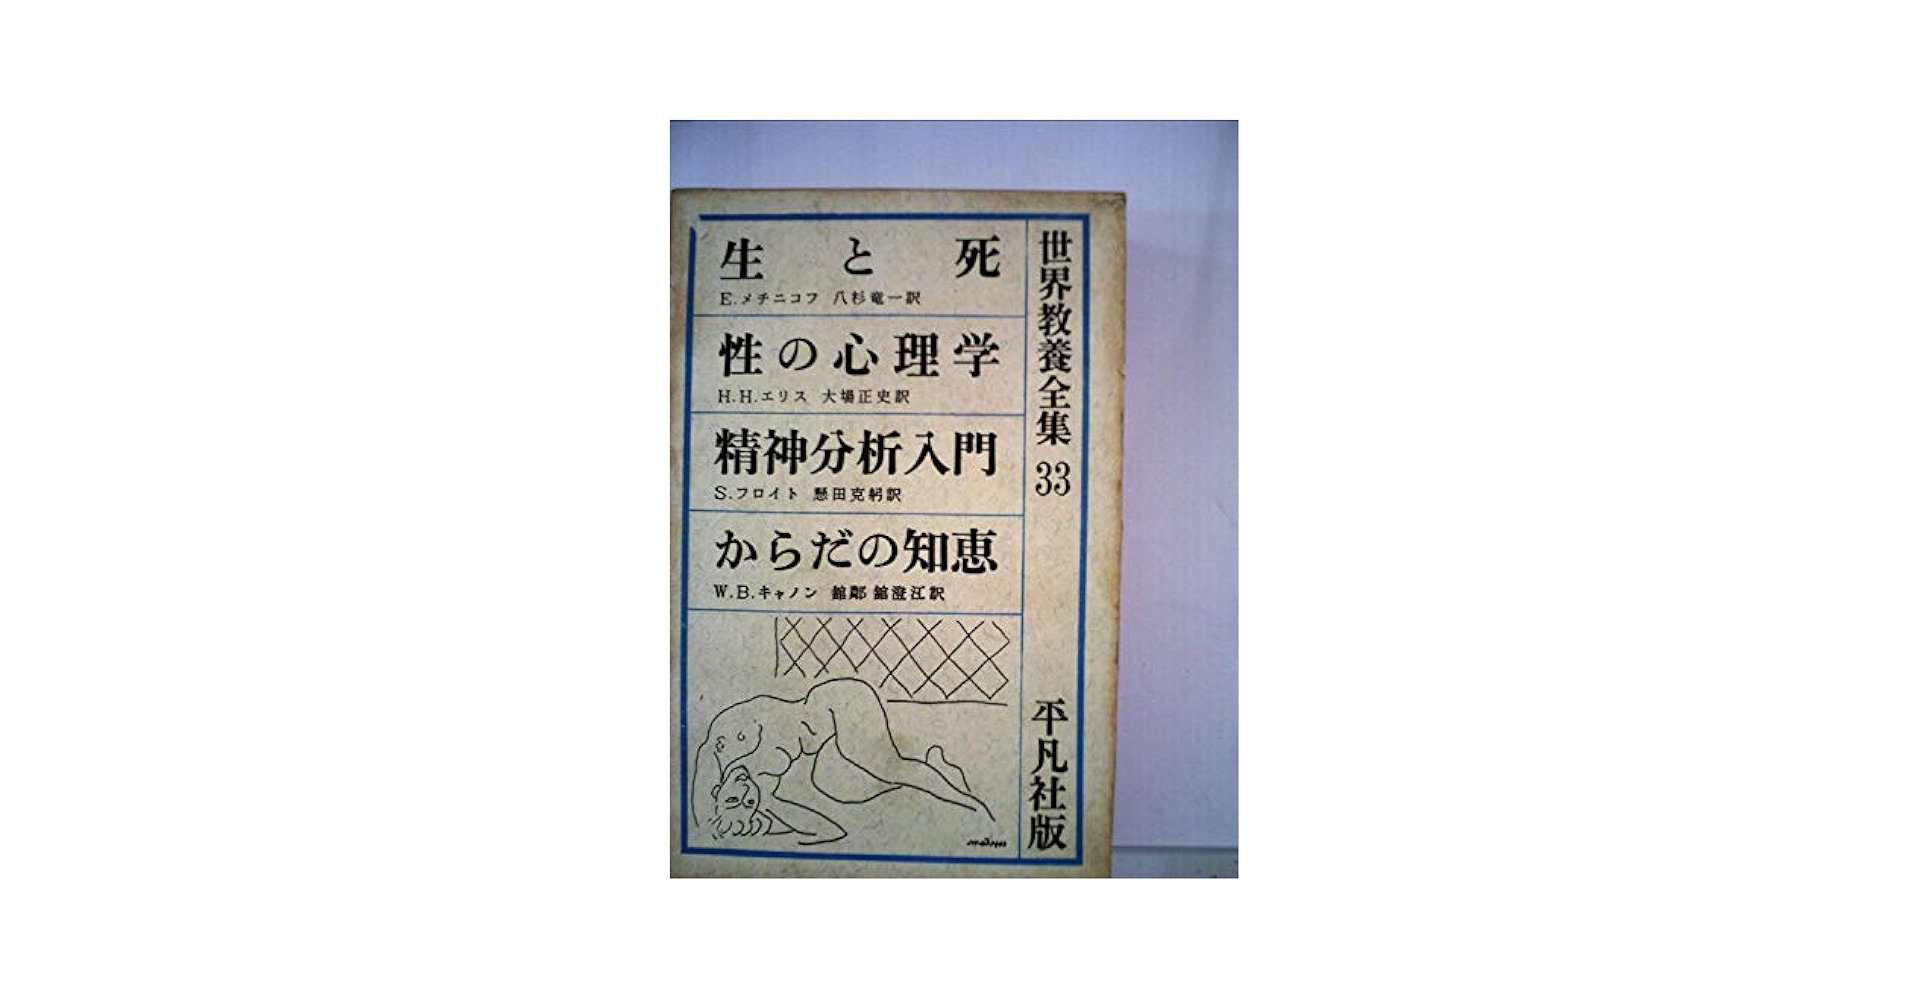 世界教養全集 33
平凡社版
生と死
E.メチニコフ 八杉竜一訳
性の心理学
H.H.エリス 大場正史訳
精神分析入門
S.フロイト 懸田克躬訳
からだの知恵
W.B.キャノン 舘鄰 舘澄江訳